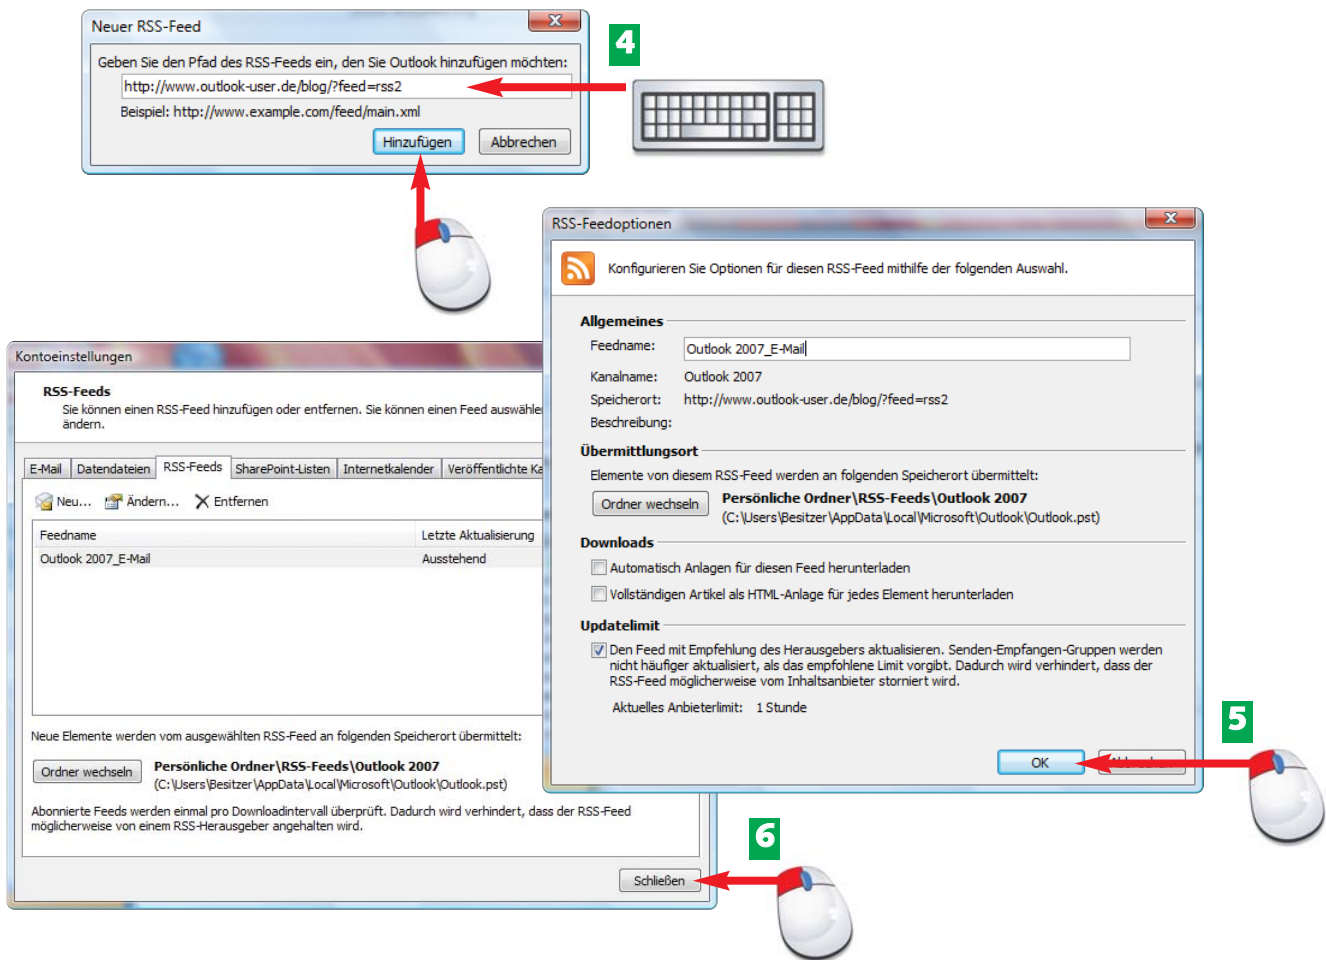 Neuer RSS-Feed
4
Geben Sie den Pfad des RSS-Feeds ein, den Sie Outlook hinzufügen möchten:
http://www.outlook-user.de/blog/?feed=rss2
Beispiel: http://www.example.com/feed/main.xml
Hinzufügen
Abbrechen
RSS-Feedoptionen
Konfigurieren Sie Optionen für diesen RSS-Feed mithilfe der folgenden Auswahl.
Allgemeines
Feedname: Outlook 2007_E-Mail
Kanalname: Outlook 2007
Speicherort: http://www.outlook-user.de/blog/?feed=rss2
Beschreibung:
Übermittlungsort
Elemente von diesem RSS-Feed werden an folgenden Speicherort übermittelt:
Ordner wechseln
Persönliche Ordner\RSS-Feeds\Outlook 2007
(C:\Users\Besitzer\AppData\Local\Microsoft\Outlook\Outlook.pst)
Downloads
Automatisch Anlagen für diesen Feed herunterladen
Vollständigen Artikel als HTML-Anlage für jedes Element herunterladen
Updatelimit
Den Feed mit Empfehlung des Herausgebers aktualisieren. Senden-Empfangen-Gruppen werden
nicht häufiger aktualisiert, als das empfohlene Limit vorgibt. Dadurch wird verhindert, dass der
RSS-Feed möglicherweise vom Inhaltsanbieter storniert wird.
Aktuelles Anbieterlimit: 1 Stunde
5
OK
Kontoeinstellungen
RSS-Feeds
Sie können einen RSS-Feed hinzufügen oder entfernen. Sie können einen Feed
ändern.
E-Mail Datendateien RSS-Feeds SharePoint-Listen Internetkalender Veröffentlichte
Neu... Ändern... Entfernen
Feedname Letzte Aktualisierung
Outlook 2007_E-Mail Ausstehend
Neue Elemente werden vom ausgewählten RSS-Feed an folgenden Speicherort übermittelt:
Ordner wechseln
Persönliche Ordner\RSS-Feeds\Outlook 2007
(C:\Users\Besitzer\AppData\Local\Microsoft\Outlook\Outlook.pst)
Abonnierte Feeds werden einmal pro Downloadintervall überprüft. Dadurch wird verhindert, dass der RSS-Feed
möglicherweise von einem RSS-Herausgeber angehalten wird.
6
Schließen